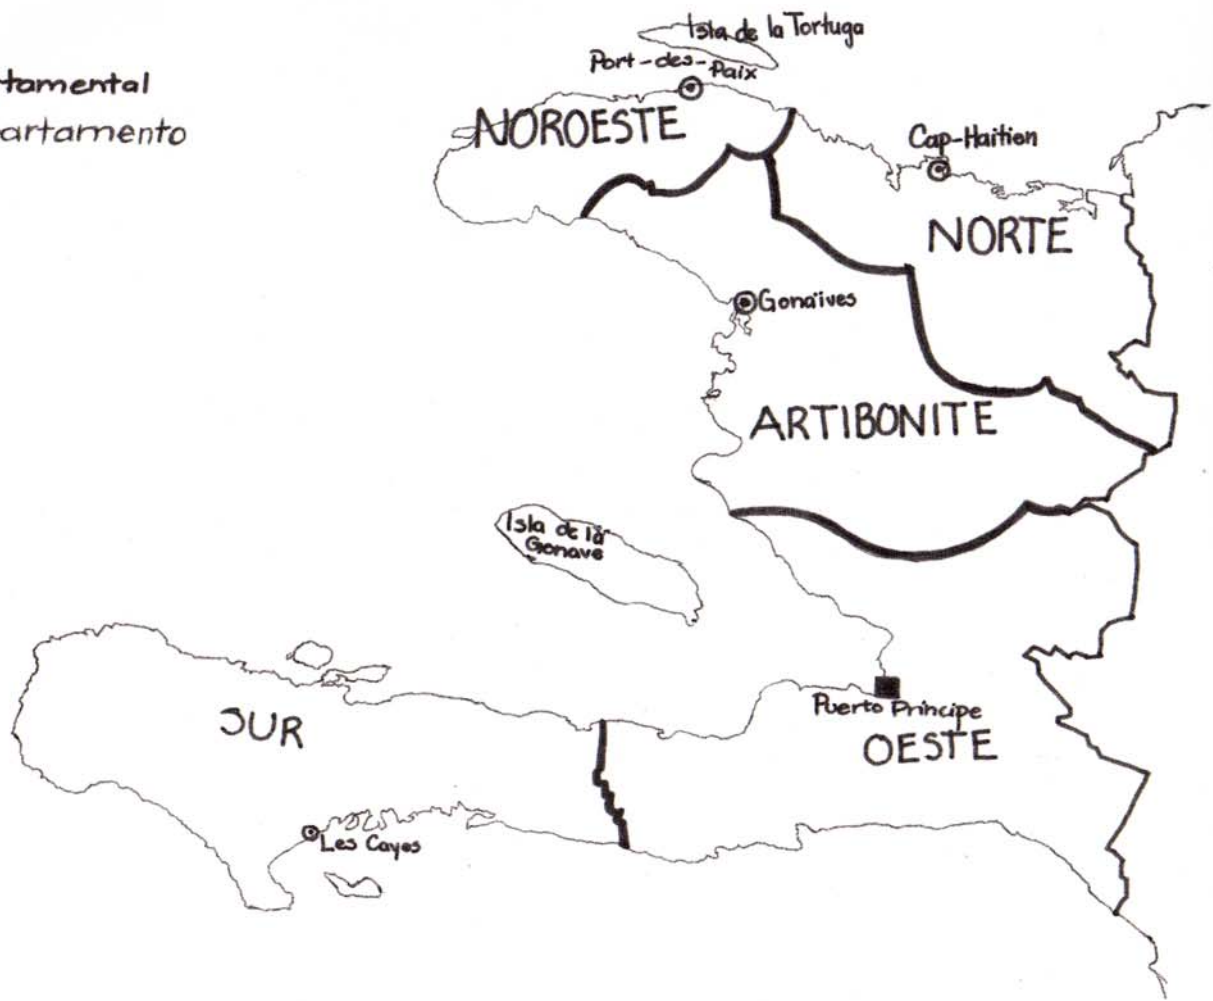 tamental
artamento
Isla de la Tortuga
Port-des-Paix
NOROESTE
Cap-Haitien
NORTE
Gonaïves
ARTIBONITE
Isla de la
Gonave
Puerto Principe
OESTE
SUR
Les Cayes